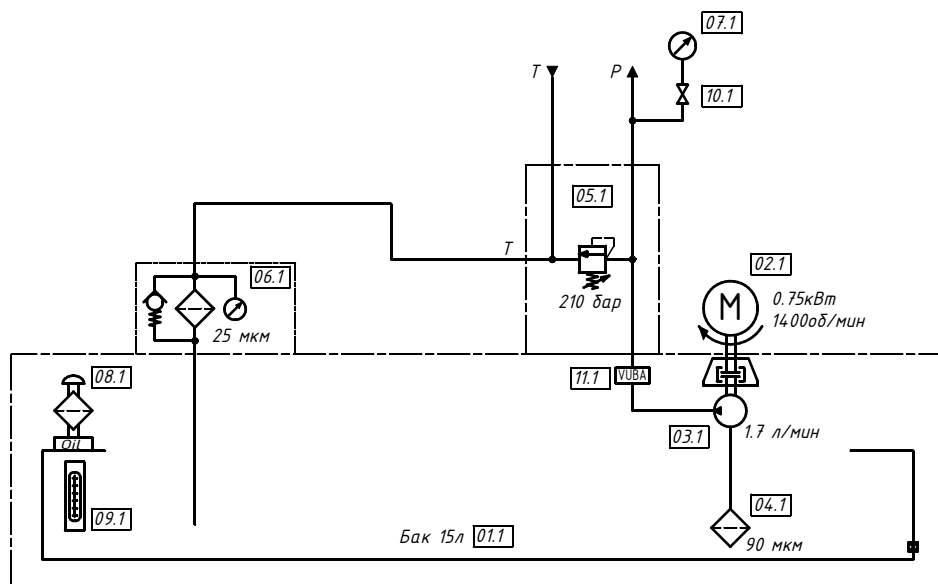 07.1
T
P
10.1
05.1
T
06.1
02.1
210 бар
0.75кВт
1400об/мин
25 мкм
M
08.1
11.1
VUBA
03.1
1.7 л/мин
Oil
09.1
04.1
Бак 15л 01.1
90 мкм